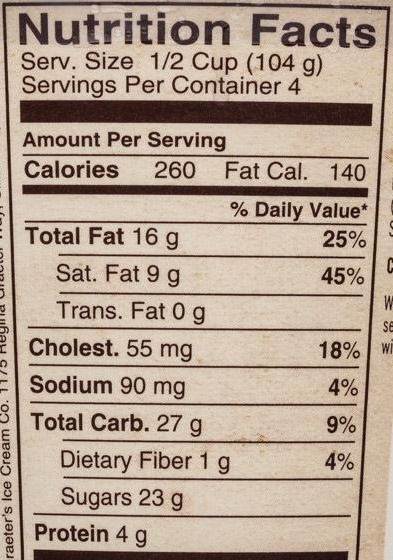 Nutrition Facts
Serv. Size 1/2 Cup (104 g)
Servings Per Container 4
Amount Per Serving
Calories 260 Fat Cal. 140
% Daily Value*
Total Fat 16 g 25%
Sat. Fat 9 g 45%
Trans. Fat 0 g
Cholest. 55 mg 18%
Sodium 90 mg 4%
Total Carb. 27 g 9%
Dietary Fiber 1 g 4%
Sugars 23 g
Protein 4 g
raeter's Ice Cream Co. 1175 Regina Graeter Way,